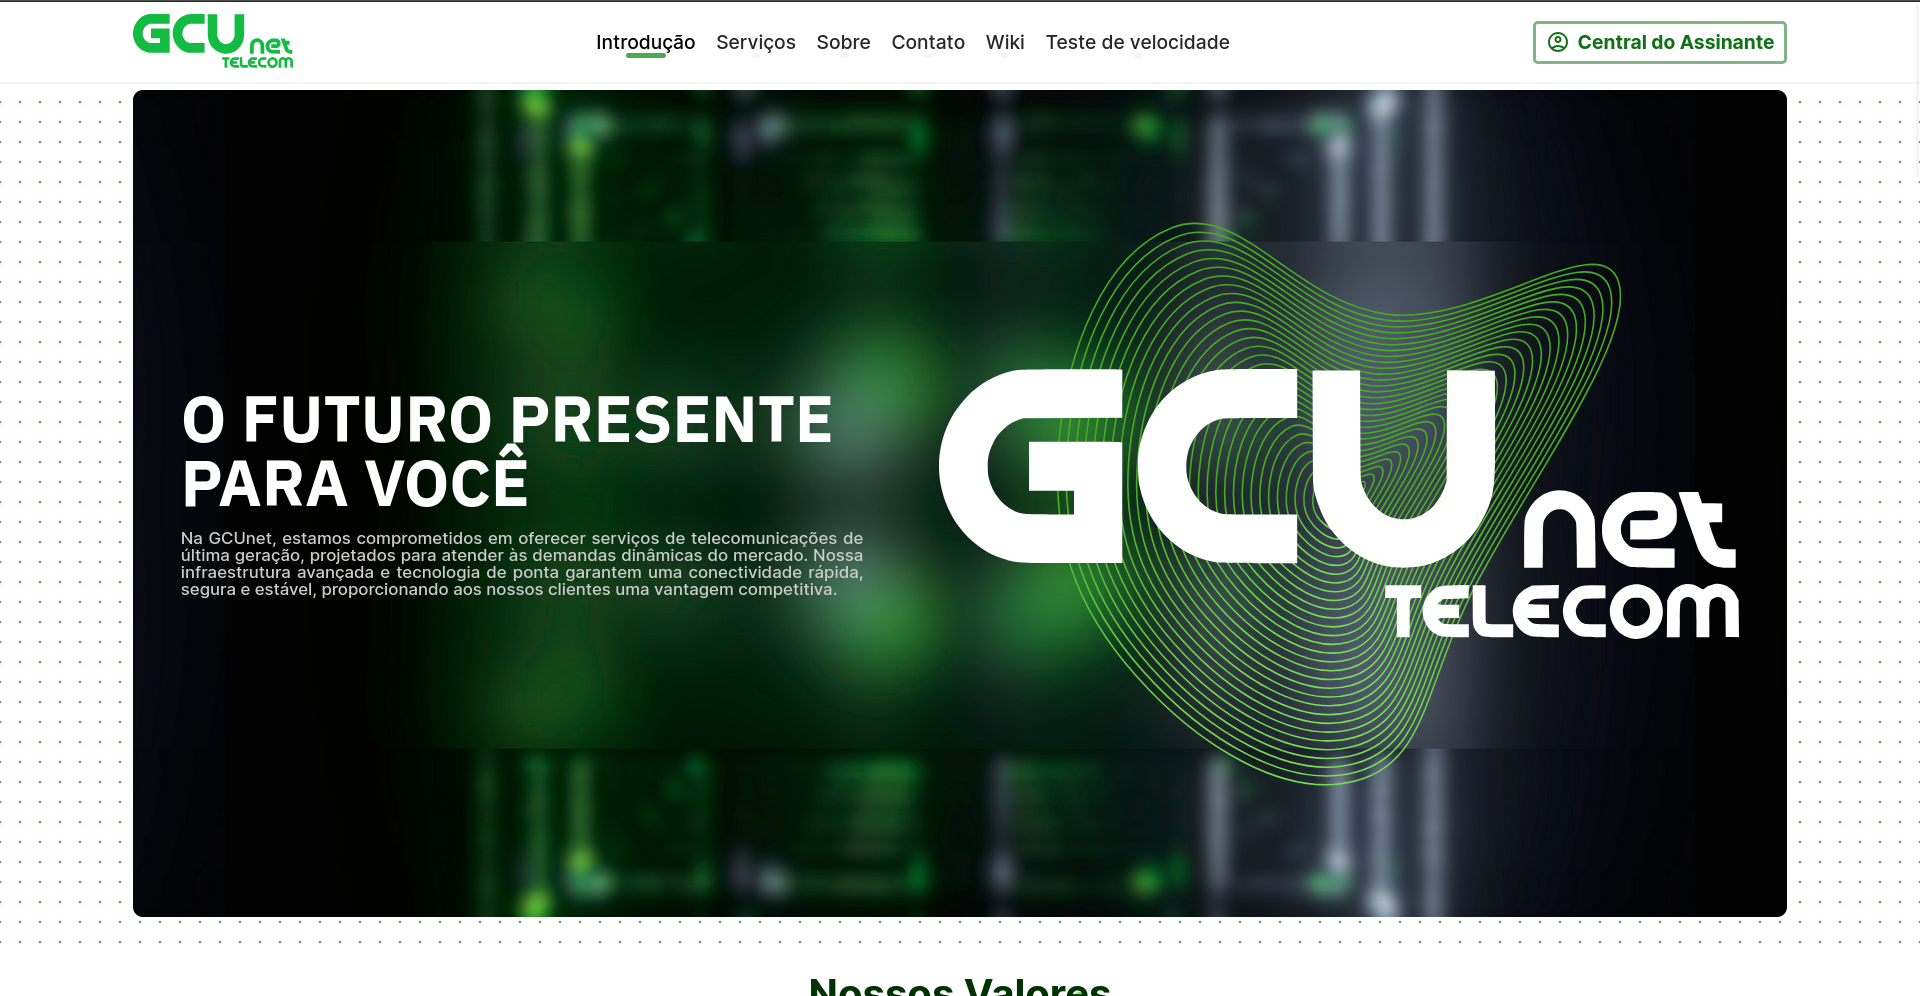 GCU net
TELECOM
Introdução
Serviços
Sobre
Contato
Wiki
Teste de velocidade
Central do Assinante
O FUTURO PRESENTE
PARA VOCÊ
Na GCUnet, estamos comprometidos em oferecer serviços de telecomunicações de
última geração, projetados para atender às demandas dinâmicas do mercado. Nossa
infraestrutura avançada e tecnologia de ponta garantem uma conectividade rápida,
segura e estável, proporcionando aos nossos clientes uma vantagem competitiva.
GCU net
TELECOM
Nossos Valores